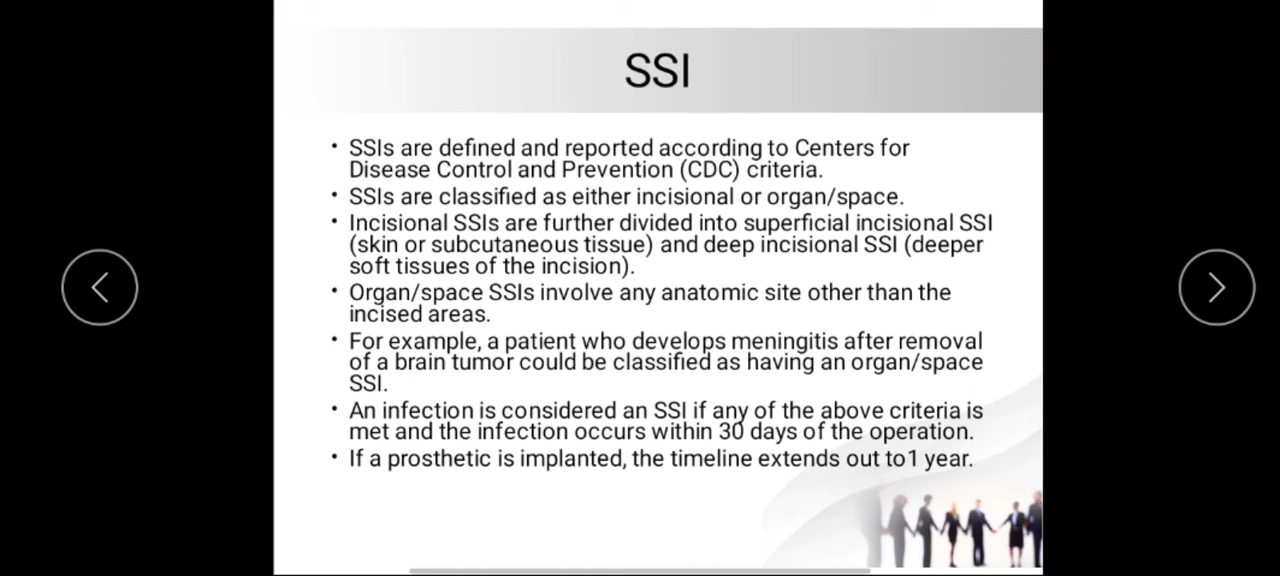 SSI
• SSIs are defined and reported according to Centers for
Disease Control and Prevention (CDC) criteria.
• SSIs are classified as either incisional or organ/space.
• Incisional SSIs are further divided into superficial incisional SSI
(skin or subcutaneous tissue) and deep incisional SSI (deeper
soft tissues of the incision).
• Organ/space SSIs involve any anatomic site other than the
incised areas.
• For example, a patient who develops meningitis after removal
of a brain tumor could be classified as having an organ/space
SSI.
• An infection is considered an SSI if any of the above criteria is
met and the infection occurs within 30 days of the operation.
• If a prosthetic is implanted, the timeline extends out to1 year.